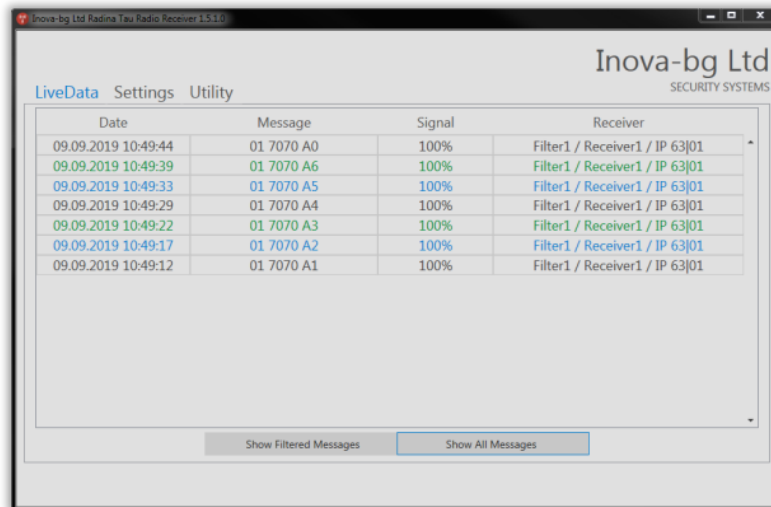 Inova-bg Ltd Radina Tau Radio Receiver 1.5.1.0
Inova-bg Ltd
SECURITY SYSTEMS
LiveData Settings Utility
Date Message Signal Receiver
09.09.2019 10:49:44 01 7070 A0 100% Filter1 / Receiver1 / IP 63|01
09.09.2019 10:49:39 01 7070 A6 100% Filter1 / Receiver1 / IP 63|01
09.09.2019 10:49:33 01 7070 A5 100% Filter1 / Receiver1 / IP 63|01
09.09.2019 10:49:29 01 7070 A4 100% Filter1 / Receiver1 / IP 63|01
09.09.2019 10:49:22 01 7070 A3 100% Filter1 / Receiver1 / IP 63|01
09.09.2019 10:49:17 01 7070 A2 100% Filter1 / Receiver1 / IP 63|01
09.09.2019 10:49:12 01 7070 A1 100% Filter1 / Receiver1 / IP 63|01
Show Filtered Messages Show All Messages